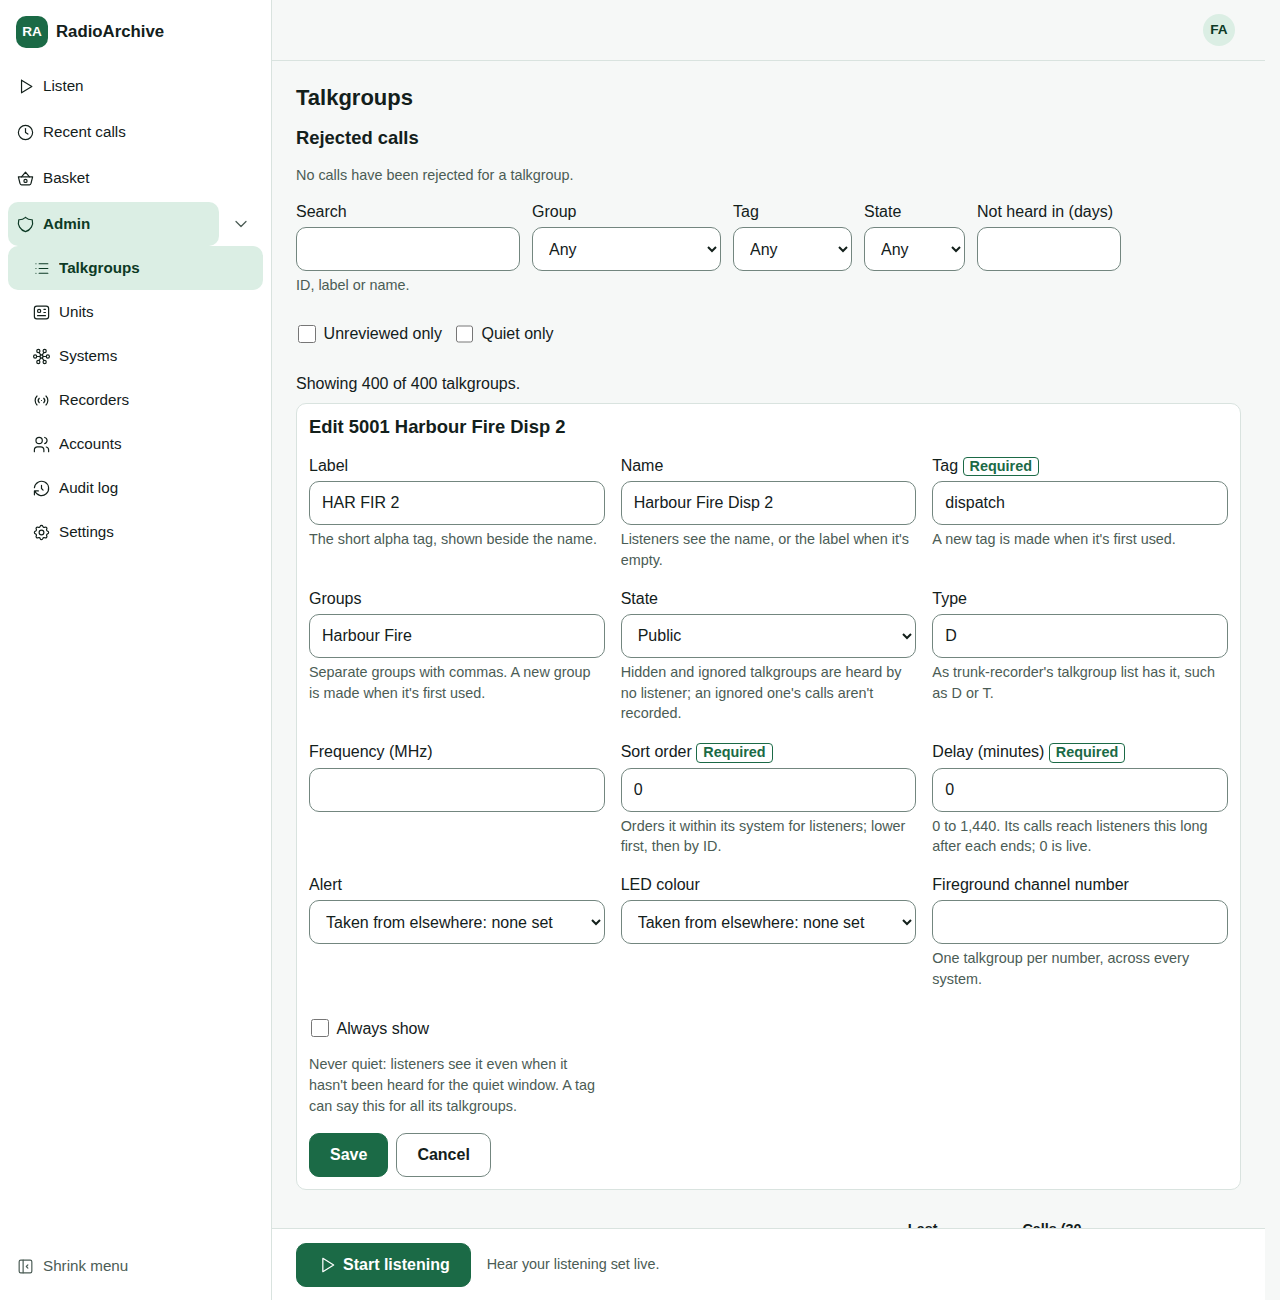 RA RadioArchive
FA
Listen
Recent calls
Basket
Admin
Talkgroups
Units
Systems
Recorders
Accounts
Audit log
Settings
Shrink menu
Talkgroups
Rejected calls
No calls have been rejected for a talkgroup.
Search Group Tag State Not heard in (days)
Any Any Any
ID, label or name.
Unreviewed only Quiet only
Showing 400 of 400 talkgroups.
Edit 5001 Harbour Fire Disp 2
Label Name Tag Required
HAR FIR 2 Harbour Fire Disp 2 dispatch
The short alpha tag, shown beside the name. Listeners see the name, or the label when it's A new tag is made when it's first used.
empty.
Groups State Type
Harbour Fire Public D
Separate groups with commas. A new group Hidden and ignored talkgroups are heard by As trunk-recorder's talkgroup list has it, such
is made when it's first used. no listener; an ignored one's calls aren't as D or T.
recorded.
Frequency (MHz) Sort order Required Delay (minutes) Required
0 0
Orders it within its system for listeners; lower 0 to 1,440. Its calls reach listeners this long
first, then by ID. after each ends; 0 is live.
Alert LED colour Fireground channel number
Taken from elsewhere: none set Taken from elsewhere: none set
One talkgroup per number, across every
system.
Always show
Never quiet: listeners see it even when it
hasn't been heard for the quiet window. A tag
can say this for all its talkgroups.
Save Cancel
Last Calls (30
Start listening Hear your listening set live.